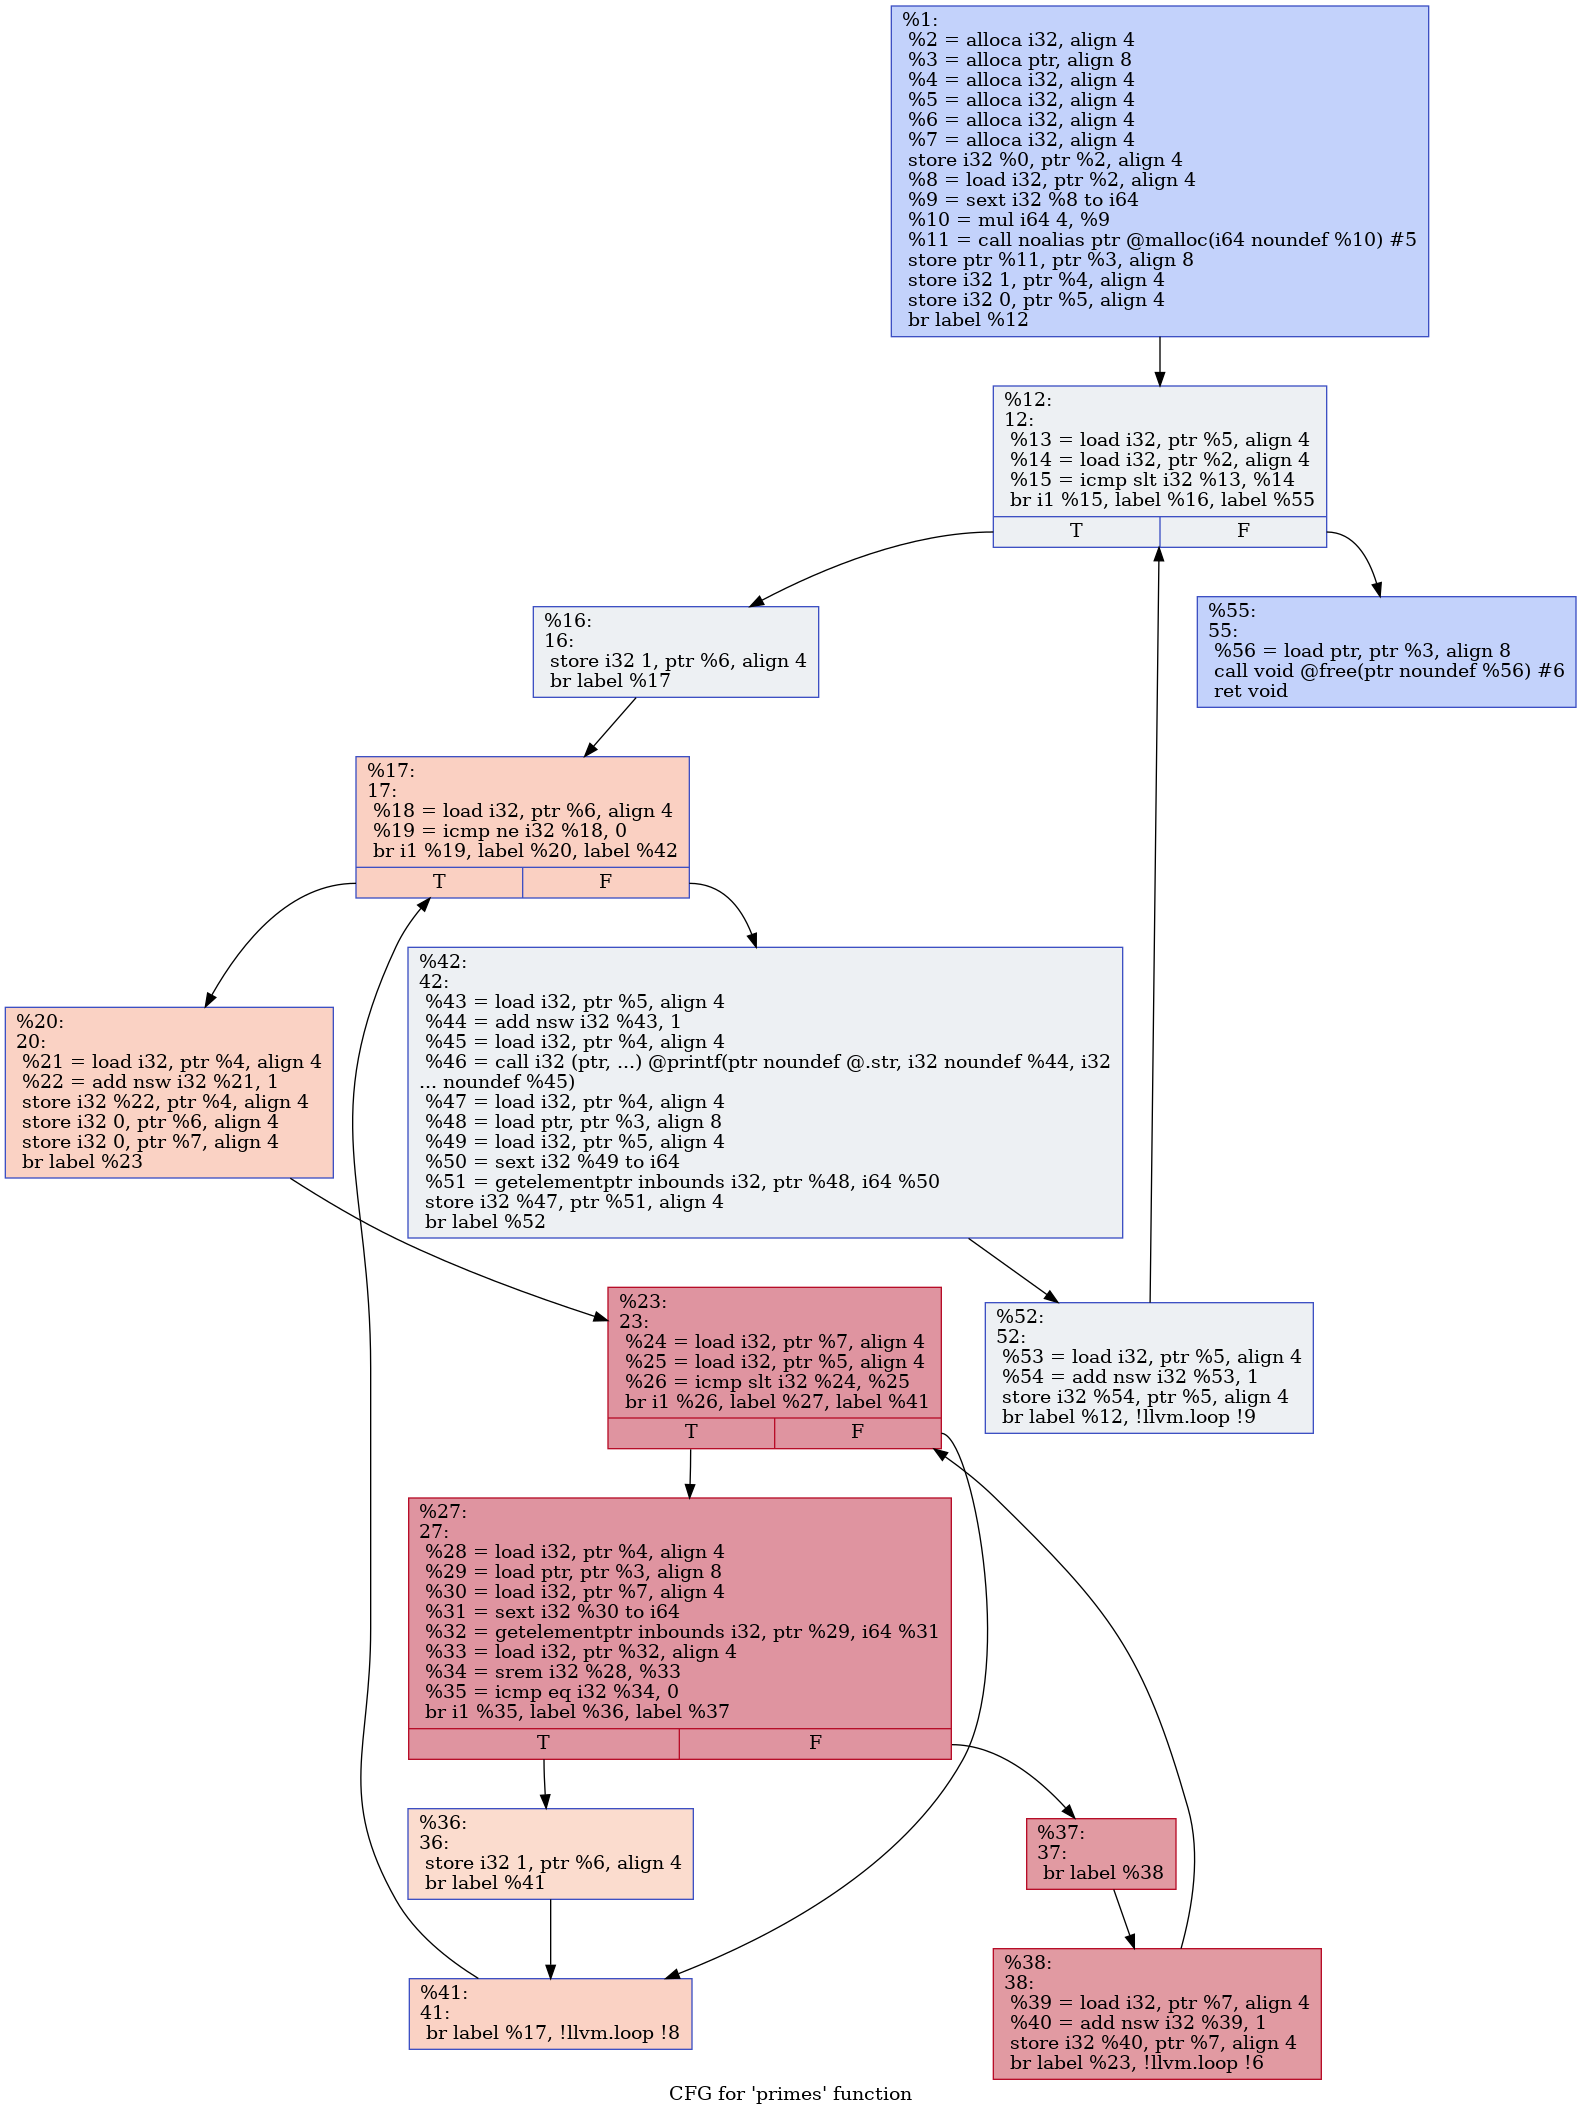 %1:
%2 = alloca i32, align 4
%3 = alloca ptr, align 8
%4 = alloca i32, align 4
%5 = alloca i32, align 4
%6 = alloca i32, align 4
%7 = alloca i32, align 4
store i32 %0, ptr %2, align 4
%8 = load i32, ptr %2, align 4
%9 = sext i32 %8 to i64
%10 = mul i64 4, %9
%11 = call noalias ptr @malloc(i64 noundef %10) #5
store ptr %11, ptr %3, align 8
store i32 1, ptr %4, align 4
store i32 0, ptr %5, align 4
br label %12
%12:
12:
%13 = load i32, ptr %5, align 4
%14 = load i32, ptr %2, align 4
%15 = icmp slt i32 %13, %14
br i1 %15, label %16, label %55
T F
%16:
16:
store i32 1, ptr %6, align 4
br label %17
%55:
55:
%56 = load ptr, ptr %3, align 8
call void @free(ptr noundef %56) #6
ret void
%17:
17:
%18 = load i32, ptr %6, align 4
%19 = icmp ne i32 %18, 0
br i1 %19, label %20, label %42
T F
%20:
20:
%21 = load i32, ptr %4, align 4
%22 = add nsw i32 %21, 1
store i32 %22, ptr %4, align 4
store i32 0, ptr %6, align 4
store i32 0, ptr %7, align 4
br label %23
%42:
42:
%43 = load i32, ptr %5, align 4
%44 = add nsw i32 %43, 1
%45 = load i32, ptr %4, align 4
%46 = call i32 (ptr, ...) @printf(ptr noundef @.str, i32 noundef %44, i32
... noundef %45)
%47 = load i32, ptr %4, align 4
%48 = load ptr, ptr %3, align 8
%49 = load i32, ptr %5, align 4
%50 = sext i32 %49 to i64
%51 = getelementptr inbounds i32, ptr %48, i64 %50
store i32 %47, ptr %51, align 4
br label %52
%23:
23:
%24 = load i32, ptr %7, align 4
%25 = load i32, ptr %5, align 4
%26 = icmp slt i32 %24, %25
br i1 %26, label %27, label %41
T F
%52:
52:
%53 = load i32, ptr %5, align 4
%54 = add nsw i32 %53, 1
store i32 %54, ptr %5, align 4
br label %12, !llvm.loop !9
%27:
27:
%28 = load i32, ptr %4, align 4
%29 = load ptr, ptr %3, align 8
%30 = load i32, ptr %7, align 4
%31 = sext i32 %30 to i64
%32 = getelementptr inbounds i32, ptr %29, i64 %31
%33 = load i32, ptr %32, align 4
%34 = srem i32 %28, %33
%35 = icmp eq i32 %34, 0
br i1 %35, label %36, label %37
T F
%36:
36:
store i32 1, ptr %6, align 4
br label %41
%37:
37:
br label %38
%41:
41:
br label %17, !llvm.loop !8
%38:
38:
%39 = load i32, ptr %7, align 4
%40 = add nsw i32 %39, 1
store i32 %40, ptr %7, align 4
br label %23, !llvm.loop !6
CFG for 'primes' function